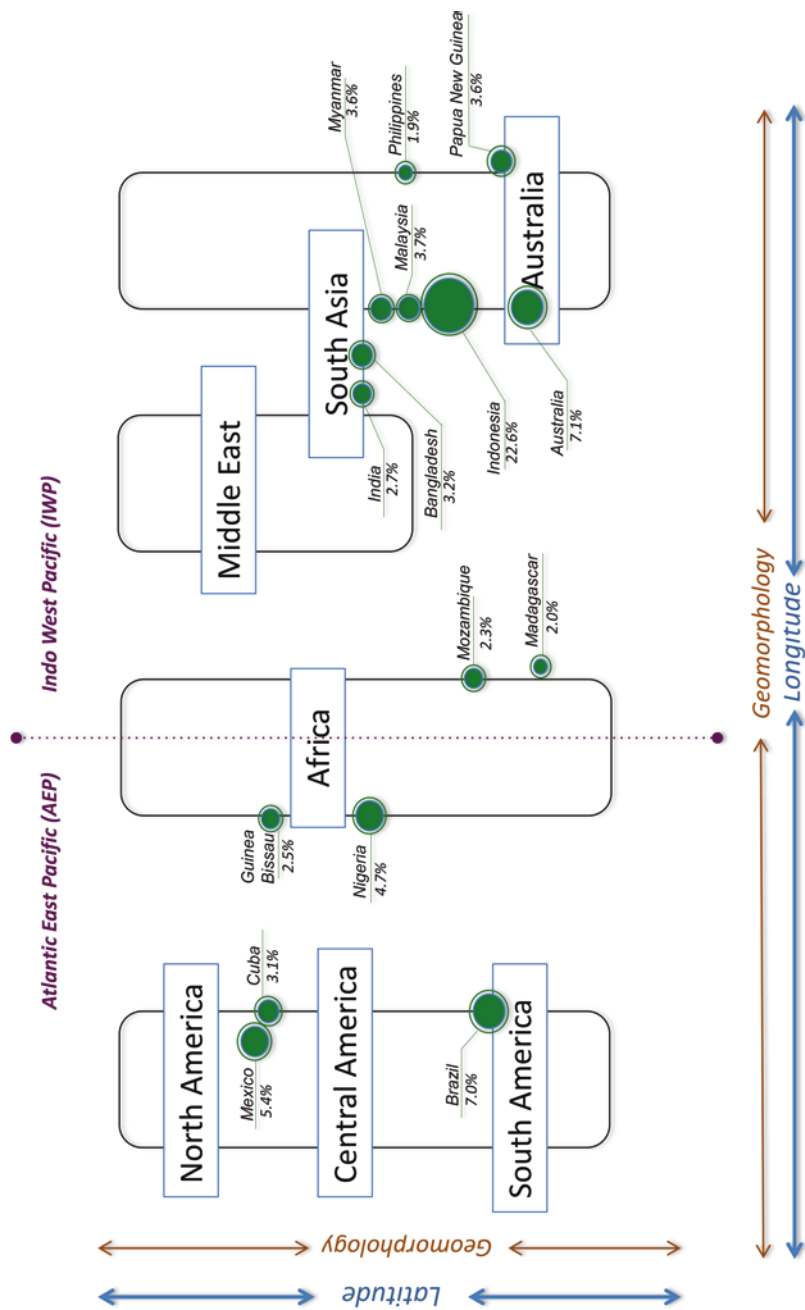 Atlantic East Pacific (AEP)
Indo West Pacific (IWP)
North America
Mexico
5.4%
Cuba
3.1%
Central America
Brazil
7.0%
South America
Guinea
Bissau
2.5%
Africa
Nigeria
4.7%
Mozambique
2.3%
Madagascar
2.0%
Middle East
South Asia
India
2.7%
Bangladesh
3.2%
Myanmar
3.6%
Malaysia
3.7%
Philippines
1.9%
Indonesia
22.6%
Papua New Guinea
3.6%
Australia
Australia
7.1%
Latitude
Geomorphology
Geomorphology
Longitude